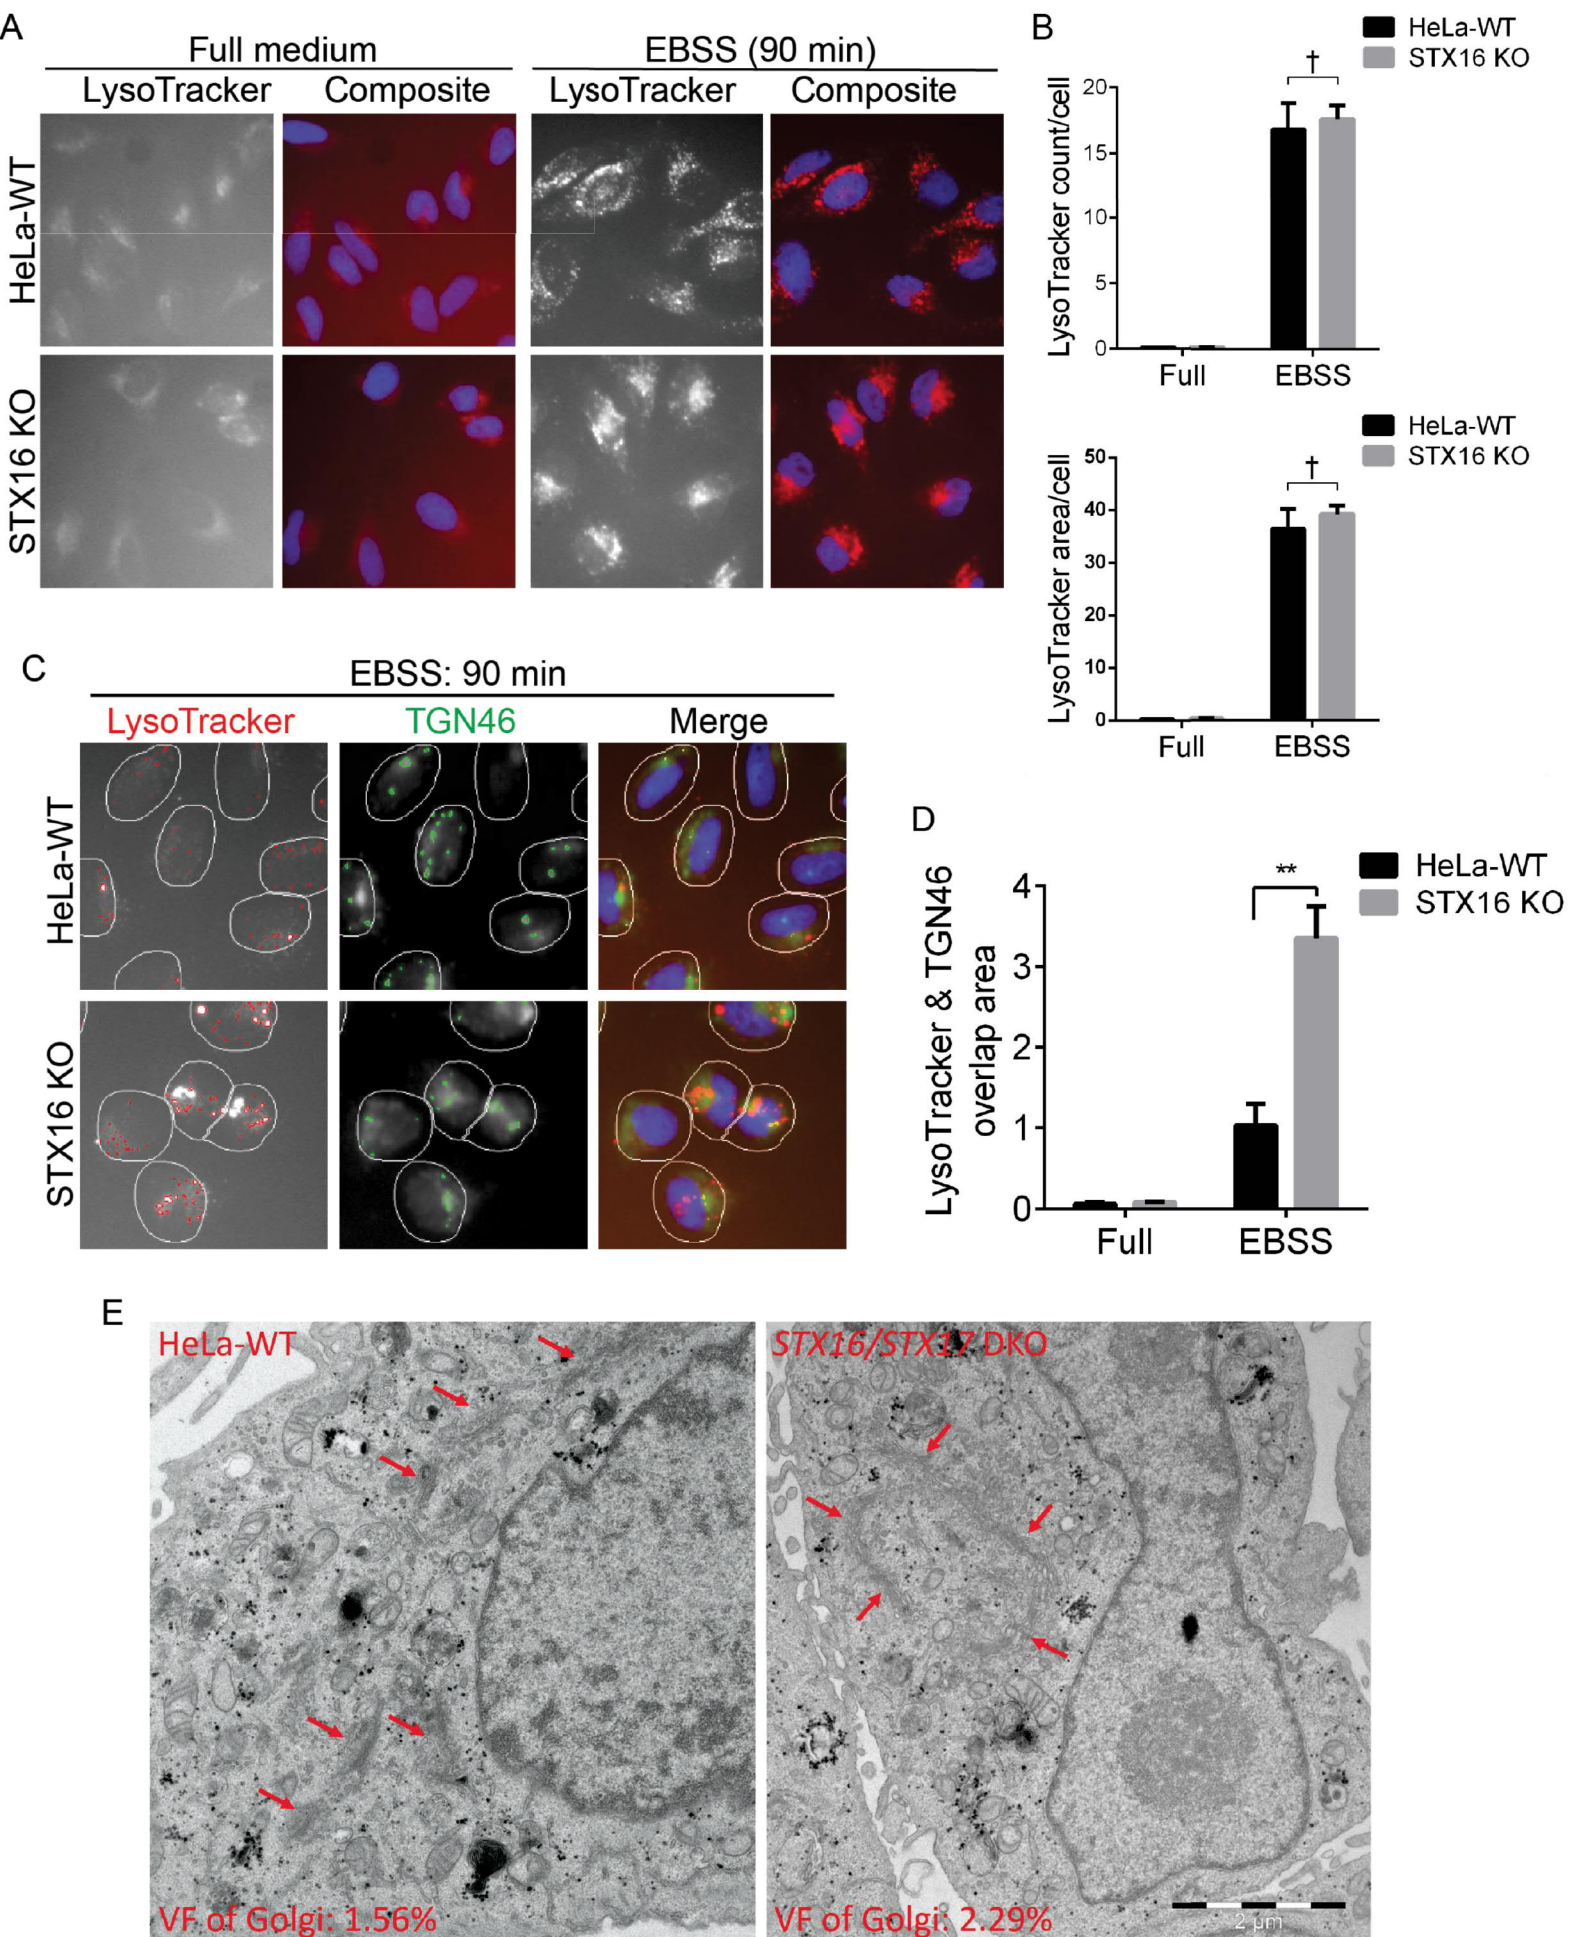 A
Full medium
EBSS (90 min)
LysoTracker
Composite
LysoTracker
Composite
HeLa-WT
STX16 KO
B
HeLa-WT
STX16 KO
†
LysoTracker count/cell
20
15
10
5
0
Full
EBSS
HeLa-WT
STX16 KO
†
LysoTracker area/cell
50
40
30
20
10
0
Full
EBSS
C
EBSS: 90 min
LysoTracker
TGN46
Merge
HeLa-WT
STX16 KO
D
HeLa-WT
STX16 KO
**
LysoTracker & TGN46
overlap area
4
3
2
1
0
Full
EBSS
E
HeLa-WT
VF of Golgi: 1.56%
STX16/STX17 DKO
VF of Golgi: 2.29%
2 µm